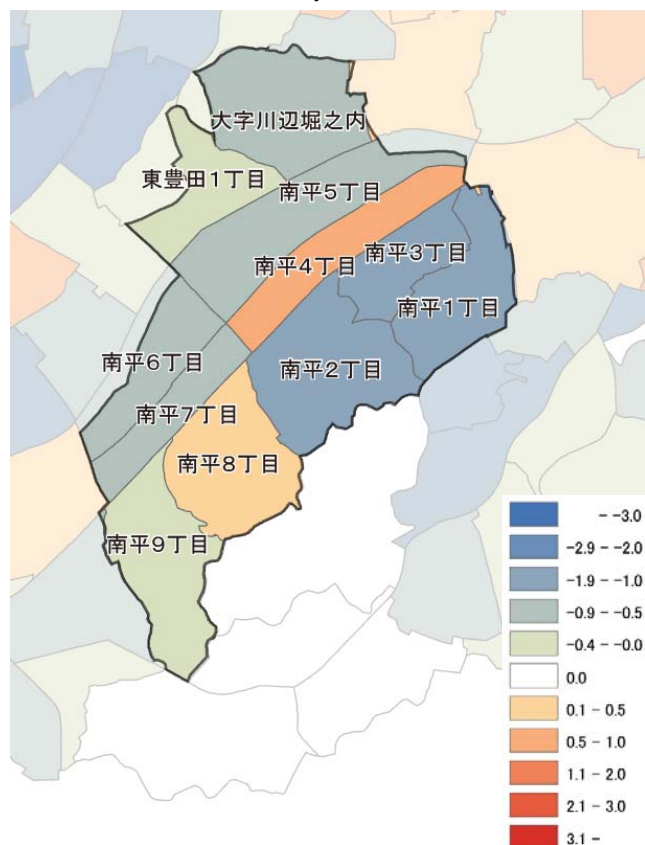 大字川辺堀之内
東豊田1丁目
南平5丁目
南平3丁目
南平4丁目
南平1丁目
南平6丁目
南平2丁目
南平7丁目
南平8丁目
南平9丁目
- -3.0
-2.9 - -2.0
-1.9 - -1.0
-0.9 - -0.5
-0.4 - -0.0
0.0
0.1 - 0.5
0.5 - 1.0
1.1 - 2.0
2.1 - 3.0
3.1 -